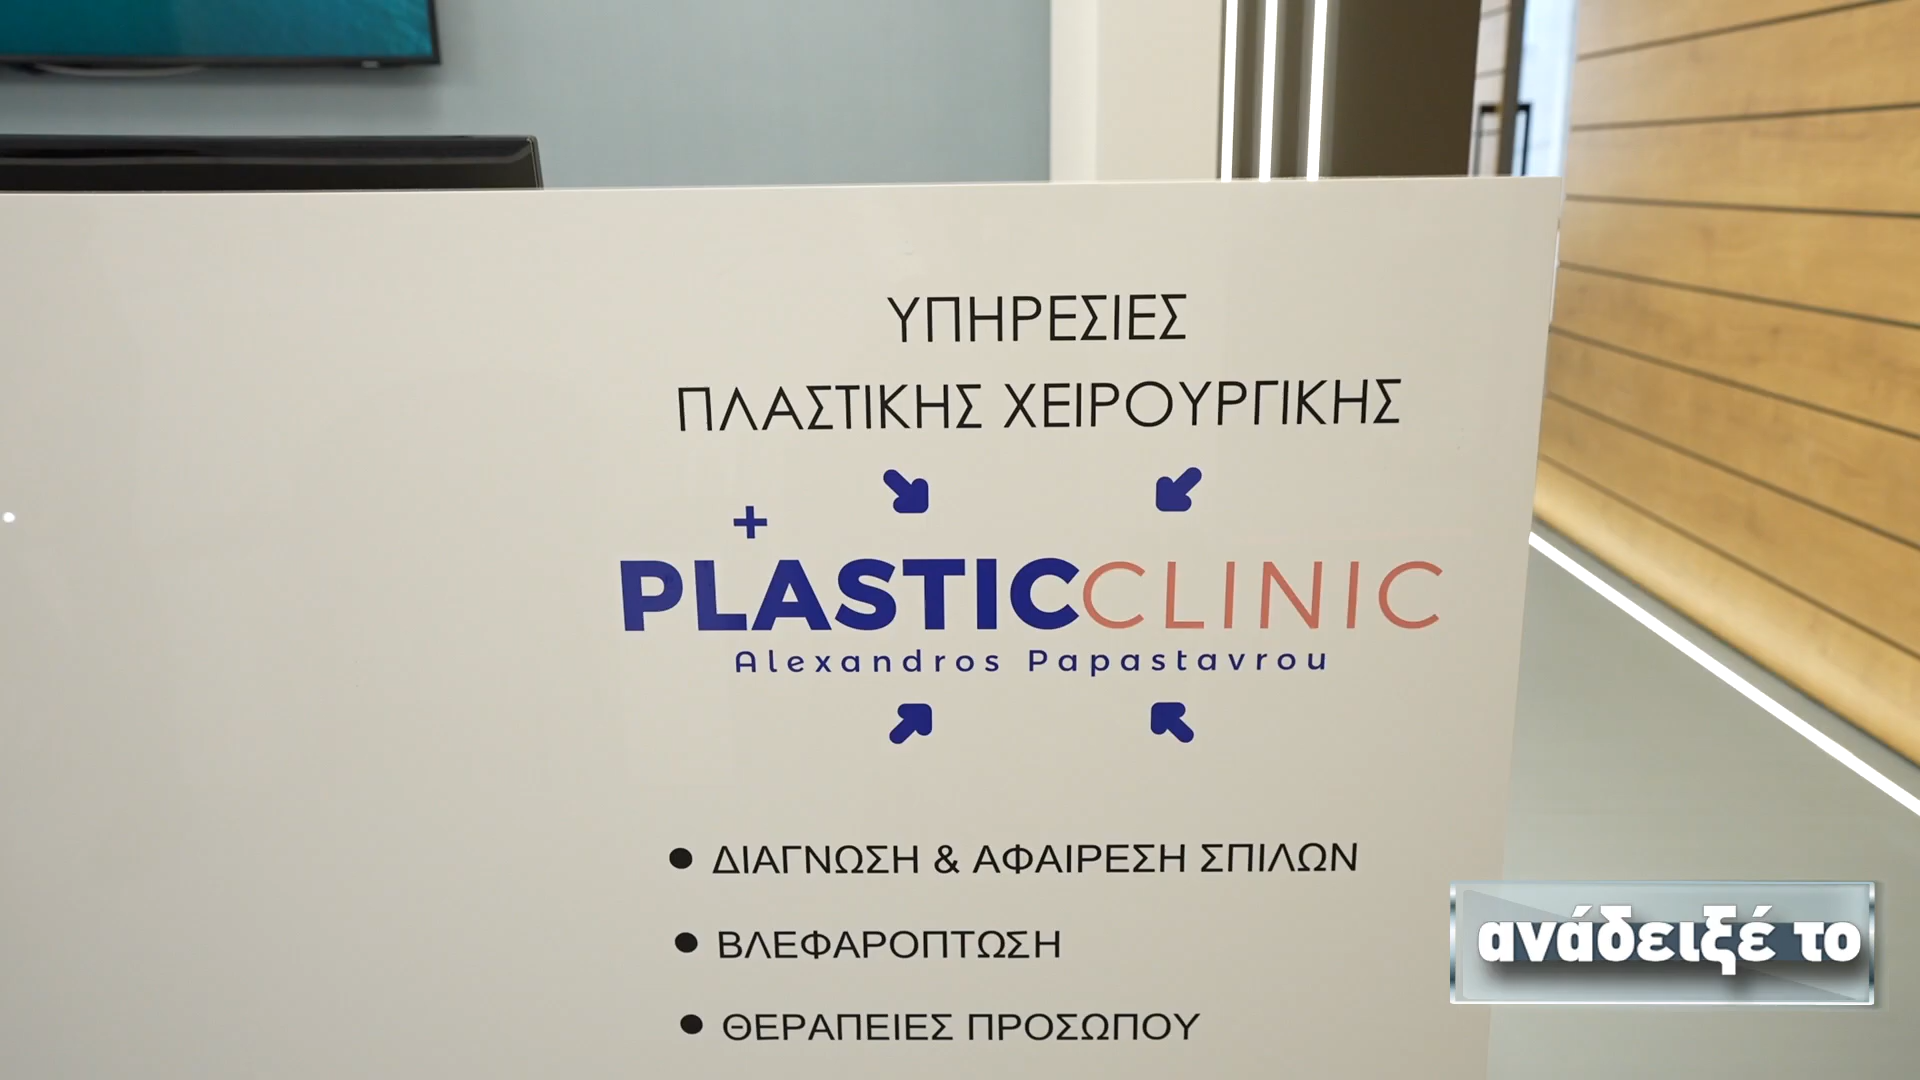 ΥΠΗΡΕΣΙΕΣ
ΠΛΑΣΤΙΚΗΣ ΧΕΙΡΟΥΡΓΙΚΗΣ
+
PLASTICCLINIC
Alexandros Papastavrou
• ΔΙΑΓΝΩΣΗ & ΑΦΑΙΡΕΣΗ ΣΠΙΛΩΝ
• ΒΛΕΦΑΡΟΠΤΩΣΗ
• ΘΕΡΑΠΕΙΕΣ ΠΡΟΣΩΠΟΥ
ανάδειξέ το